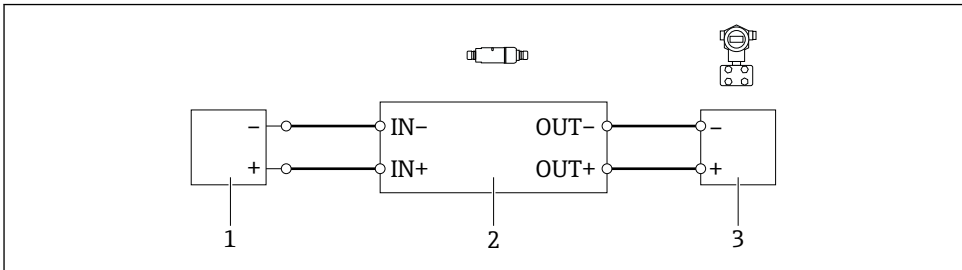 − IN− OUT− −
+ IN+ OUT+ +
1 2 3